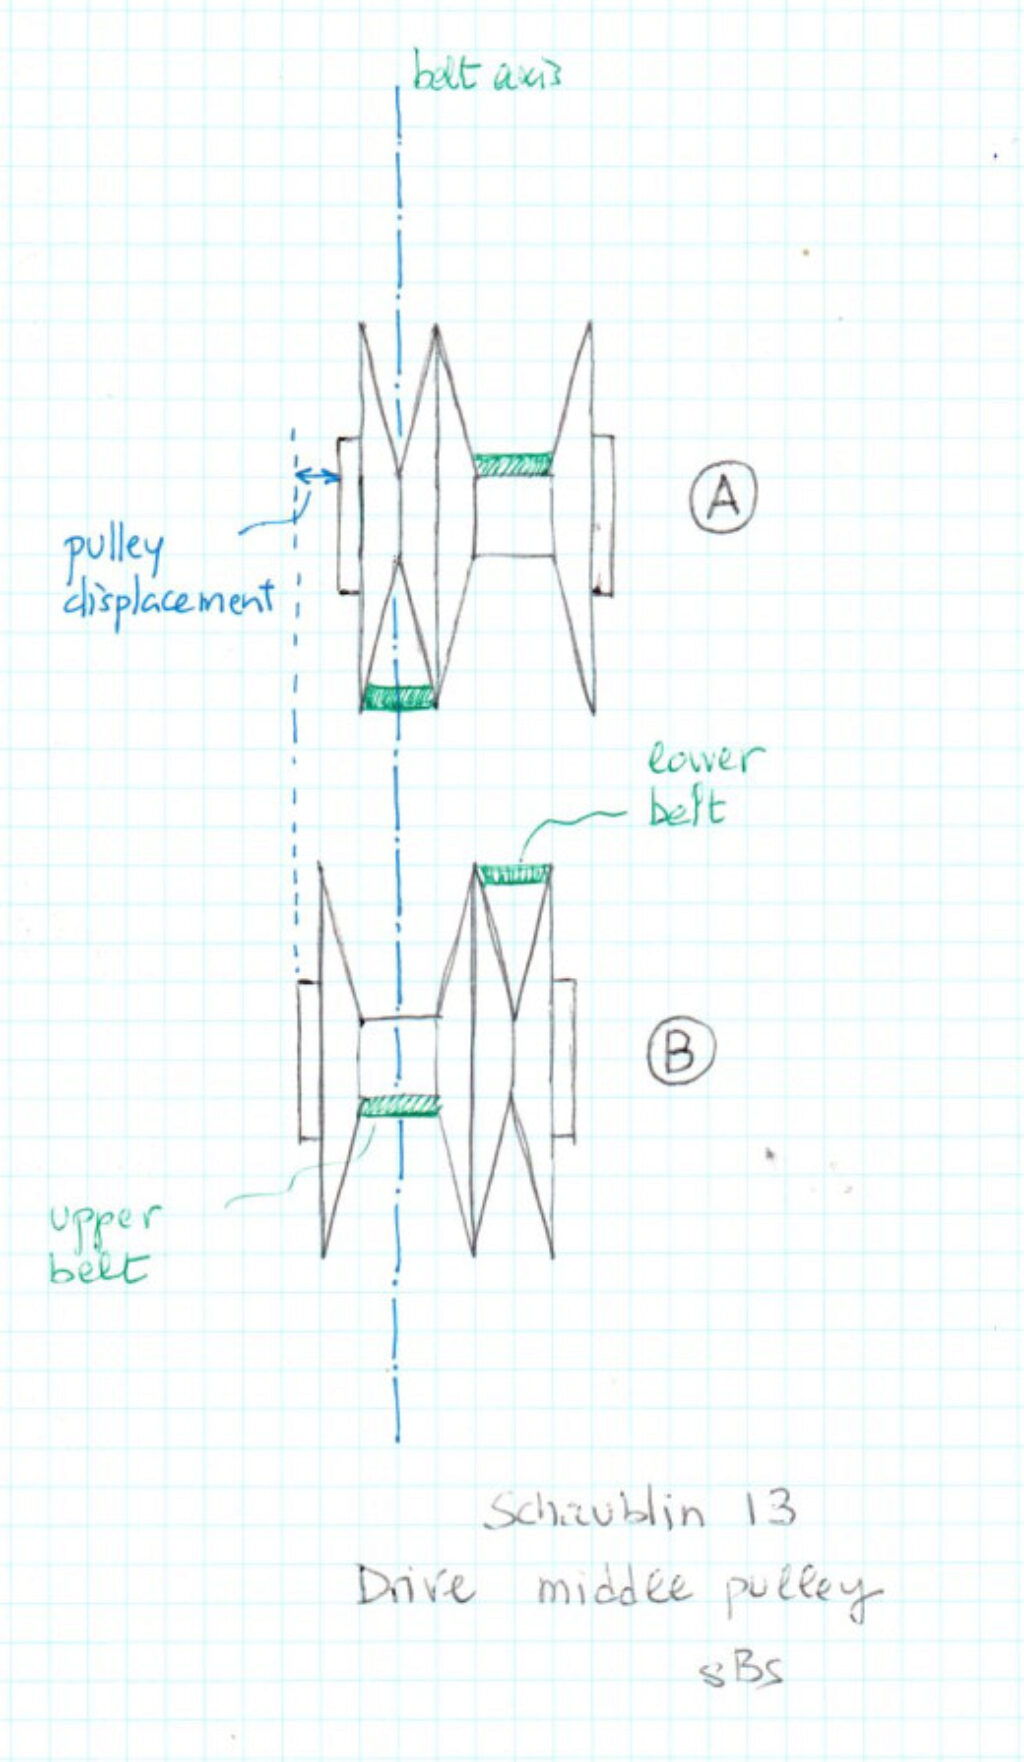 belt axis
A
pulley
displacement
lower
belt
B
upper
belt
Schaublin 13
Drive middle pulley
sBs